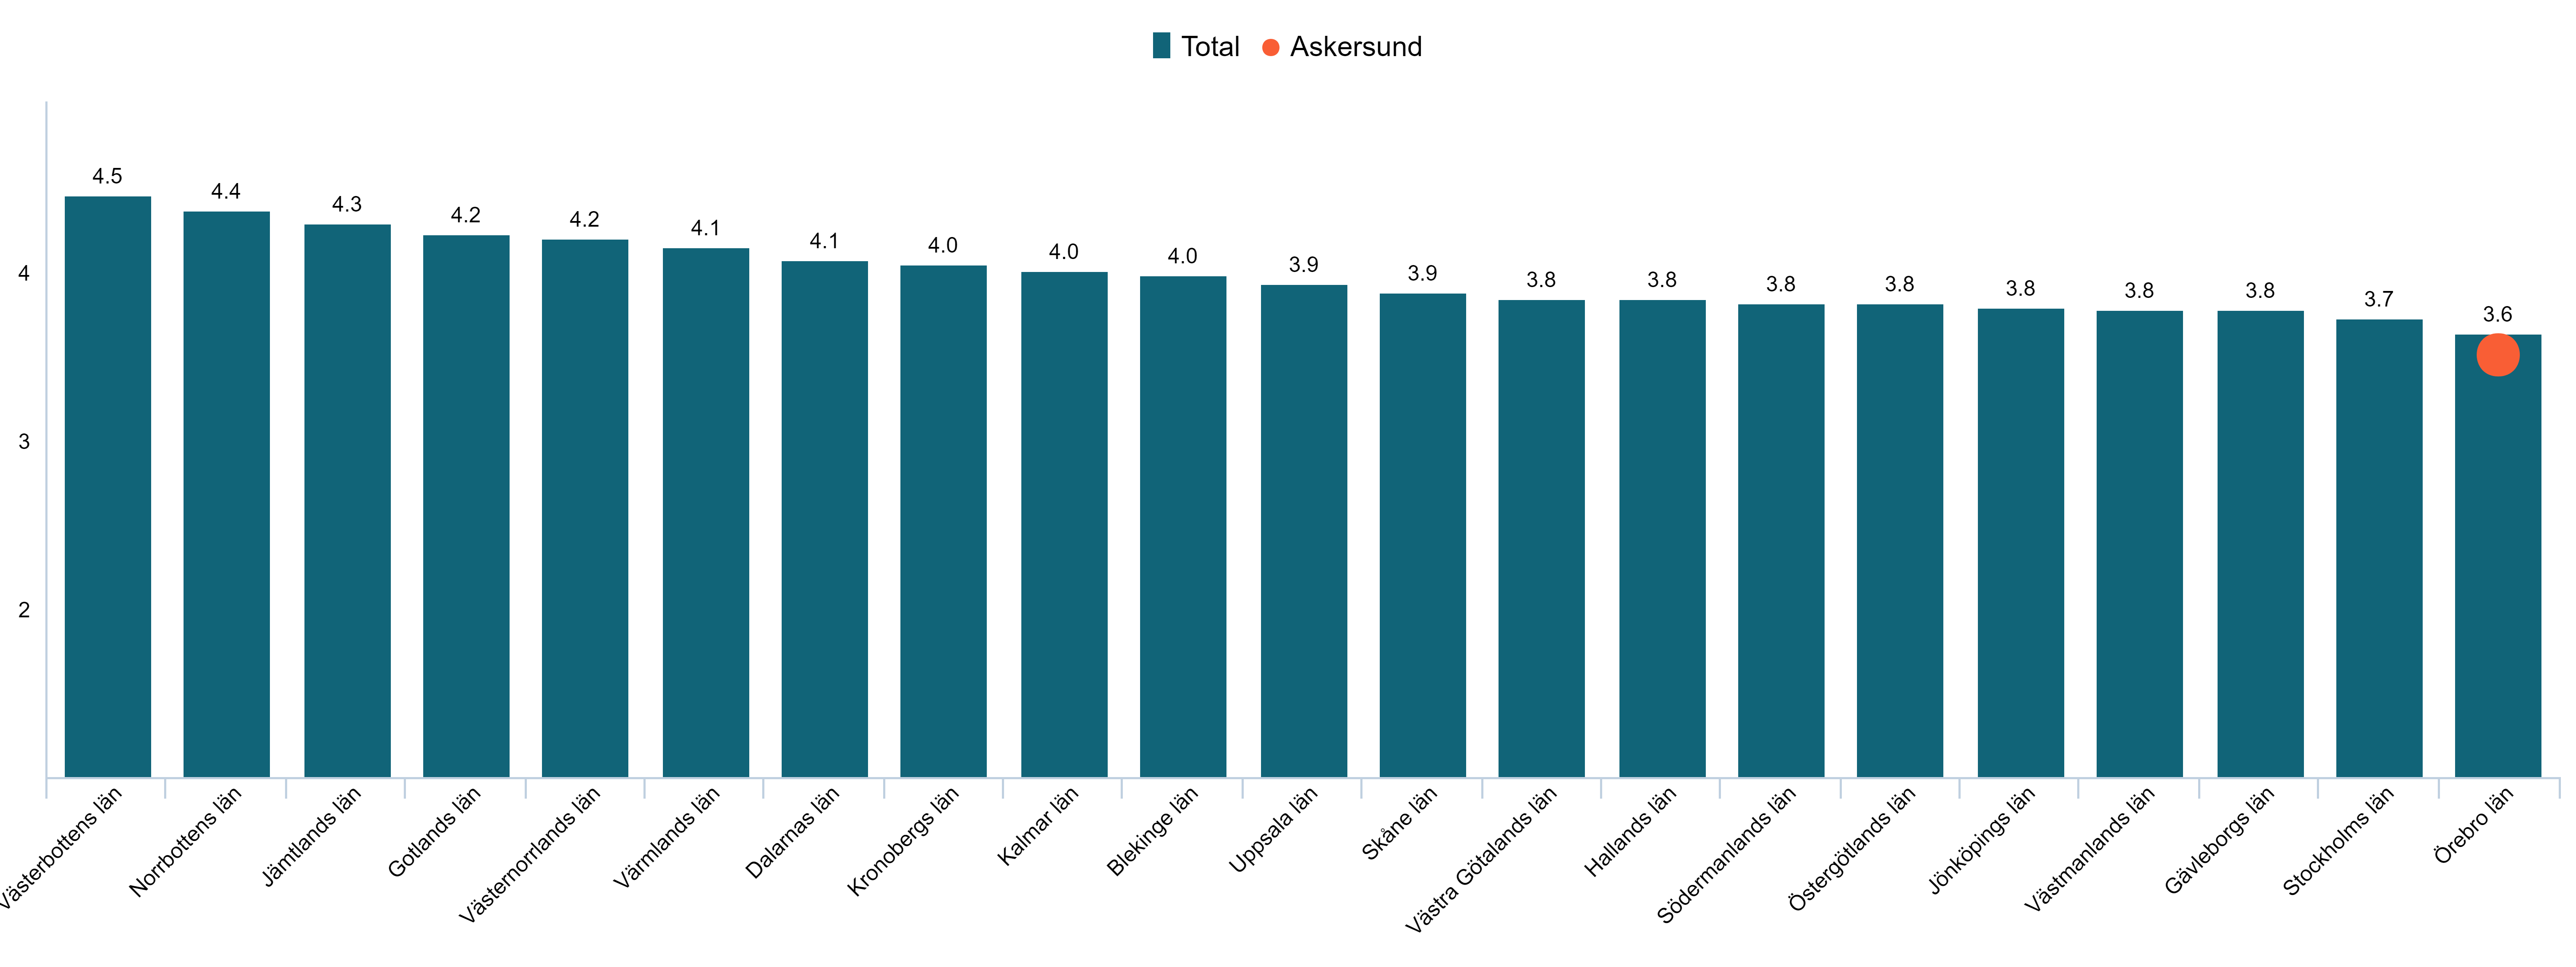 Total Askersund
4.5 4.4 4.3 4.2 4.2 4.1 4.1 4.0 4.0 4.0 3.9 3.9 3.8 3.8 3.8 3.8 3.8 3.8 3.8 3.7 3.6
4
3
2
Västerbottens län
Norrbottens län
Jämtlands län
Gotlands län
Västernorrlands län
Värmlands län
Dalarnas län
Kronobergs län
Kalmar län
Blekinge län
Uppsala län
Skåne län
Västra Götalands län
Hallands län
Södermanlands län
Östergötlands län
Jönköpings län
Västmanlands län
Gävleborgs län
Stockholms län
Örebro län